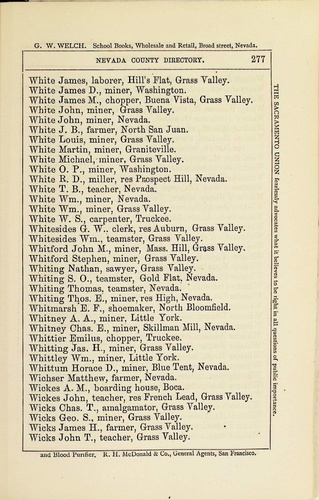 G. W. WELCH. School Books, Wholesale and Retail, Broad street, Nevada.
NEVADA COUNTY DIRECTORY. 277
White James, laborer, Hill's Flat, Grass Valley.
White James D., miner, Washington.
White James M., chopper, Buena Vista, Grass Valley.
White John, miner, Grass Valley.
White John, miner, Nevada.
White J. B., farmer, North San Juan.
White Louis, miner, Grass Valley.
White Martin, miner, Graniteville.
White Michael, miner, Grass Valley.
White O. P., miner, Washington.
White R. D., miller, res Prospect Hill, Nevada.
White T. B., teacher, Nevada.
White Wm., miner, Nevada.
White Wm., miner, Grass Valley.
White W. S., carpenter, Truckee.
Whitesides G. W.. clerk, res Auburn, Grass Valley.
Whitesides Wm., teamster, Grass Valley.
Whitford John M., miner, Mass. Hill, Grass Valley.
Whitford Stephen, miner, Grass Valley.
Whiting Nathan, sawyer, Grass Valley.
Whiting S. O., teamster, Gold Flat, Nevada.
Whiting Thomas, teamster, Nevada.
Whiting Thos. E., miner, res High, Nevada.
Whitmarsh E. F., shoemaker, North Bloomfield.
Whitney A. A., miner, Little York.
Whitney Chas. E., miner, Skillman Mill, Nevada.
Whittier Emilus, chopper, Truckee.
Whitting Jas. H., miner, Grass Valley.
Whittley Wm., miner, Little York.
Whittum Horace D., miner, Blue Tent, Nevada.
Wichser Matthew, farmer, Nevada.
Wickes A. M., boarding house, Boca.
Wickes John, teacher, res French Lead, Grass Valley.
Wicks Chas. T., amalgamator, Grass Valley.
Wicks Geo. S., miner, Grass Valley.
Wicks James H., farmer, Grass Valley.
Wicks John T., teacher, Grass Valley.
THE SACRAMENTO UNION fearlessly advocates what it believes to be right in all questions of public importance.
and Blood Purifier, R. H. McDonald & Co., General Agents, San Francisco.